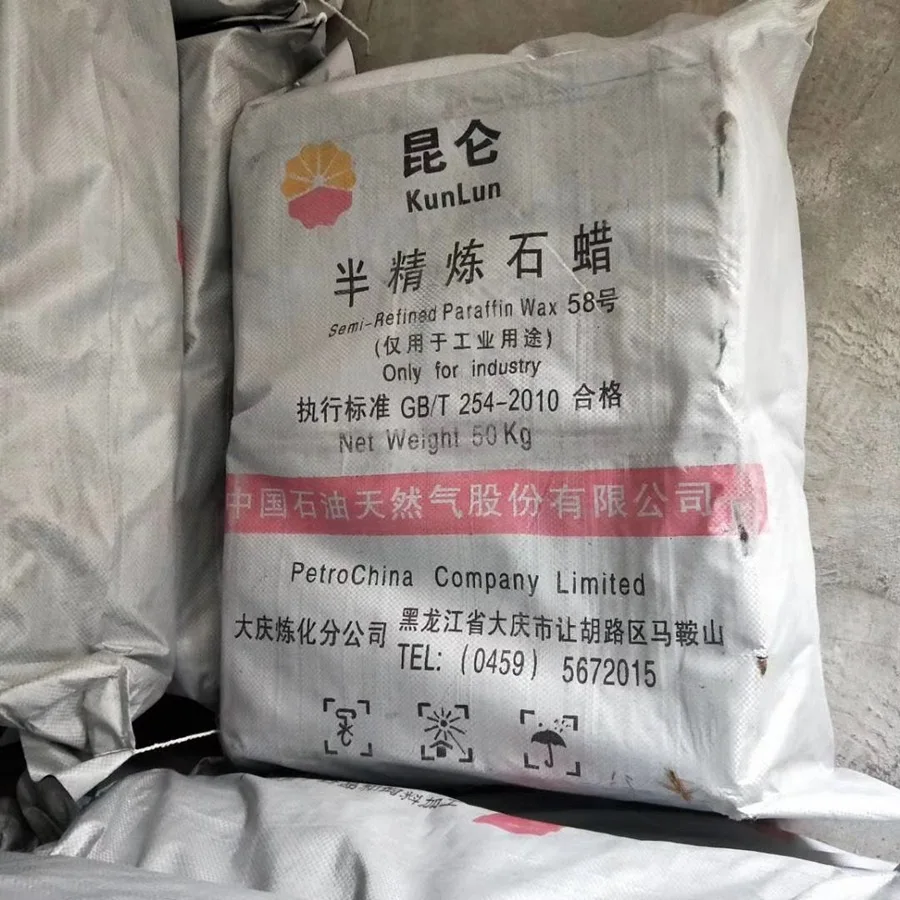 昆仑
KunLun
半精炼石蜡
Semi-Refined Paraffin Wax 58号
(仅用于工业用途)
Only for industry
执行标准 GB/T 254-2010 合格
Net Weight 50Kg
中国石油天然气股份有限公司
PetroChina Company Limited
大庆炼化分公司 黑龙江省大庆市让胡路区马鞍山
TEL: (0459) 5672015